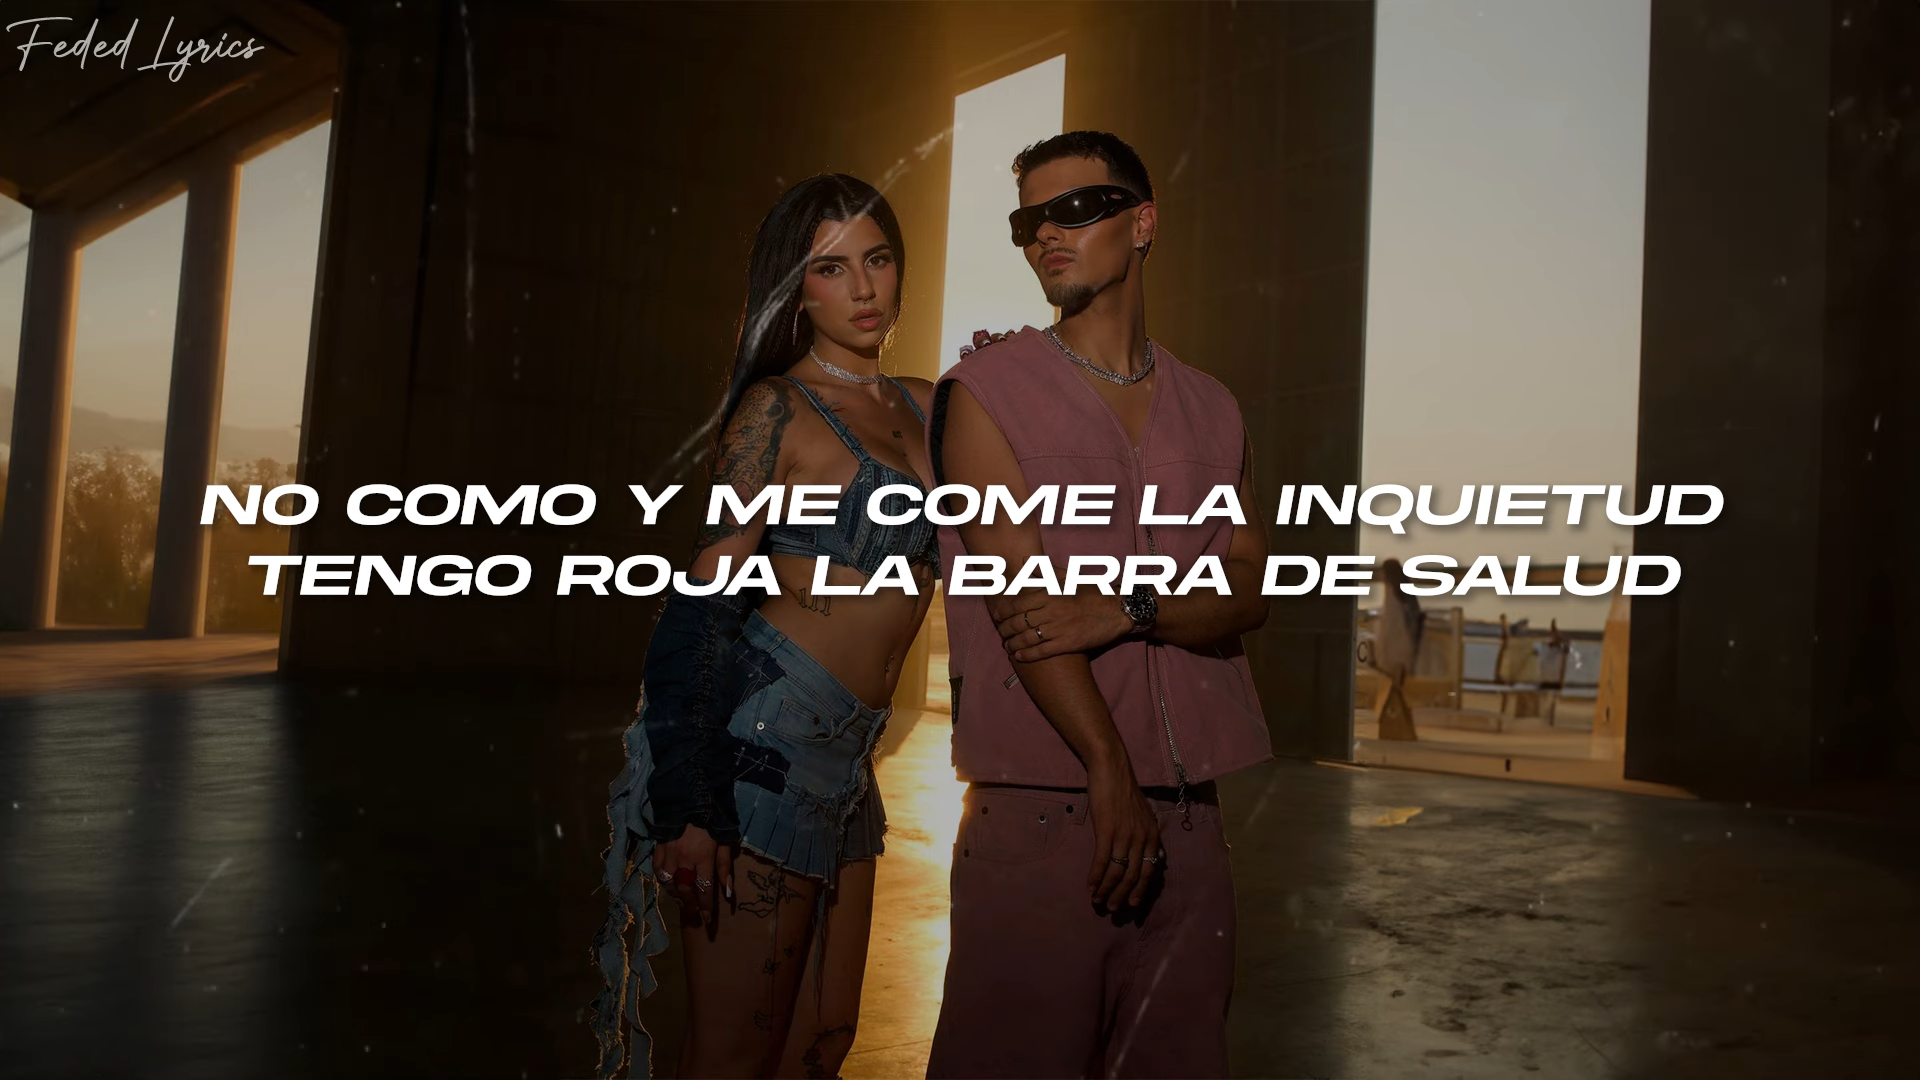 Feded Lyrics
NO COMO Y ME COME LA INQUIETUD
TENGO ROJA LA BARRA DE SALUD